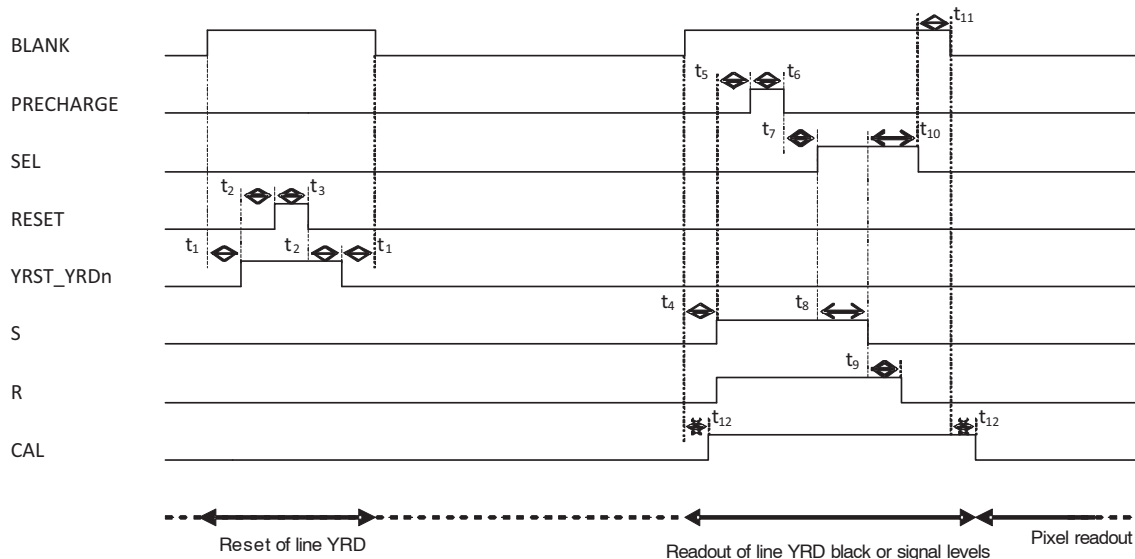 t11
BLANK
t5 t6
PRECHARGE
t7 t10
SEL
t2 t3
RESET
t1 t2 t1
YRST_YRDn
t4 t8
S
t9
R
t12 t12
CAL
Reset of line YRD Readout of line YRD black or signal levels Pixel readout